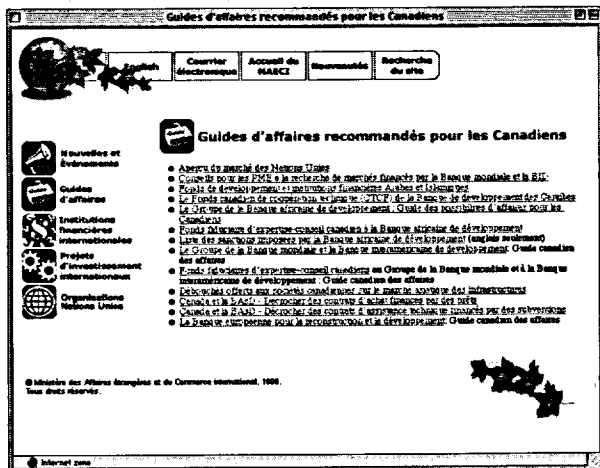 Guides d'affaires recommandés pour les Canadiens
English
Courrier électronique
Accueil du MAECI
Nouveautés
Recherche du site
Guides d'affaires recommandés pour les Canadiens
Nouvelles et
Événements
Guides
d'affaires
Institutions
financières
internationales
Projets
d'investissement
internationaux
Organisations
Nations Unies
Aperçu du marché des Nations Unies
Conseils pour les PME à la recherche de marchés financés par la Banque mondiale et la BID
Fonds de développement et institutions financières Arabes et Islamiques
Le Fonds canadien de coopération technique (CTCF) de la Banque de développement des Caraïbes
Le Groupe de la Banque africaine de développement : Guide des possibilités d'affaires pour les
Canadiens
Fonds fiduciaire d'expertise-conseil canadien à la Banque africaine de développement
Liste des sanctions imposées par la Banque africaine de développement (anglais seulement)
Le Groupe de la Banque mondiale et la Banque interaméricaine de développement: Guide canadien
des affaires
Fonds fiduciaires d'expertise-conseil canadiens au Groupe de la Banque mondiale et à la Banque
interaméricaine de développement : Guide canadien des affaires
Débouchés offerts aux sociétés canadiennes sur le marché asiatique des infrastructures
Canada et la BAsD - Décrocher des contrats d'achat financés par des prêts
Canada et la BAsD - Décrocher des contrats d'assistance technique financés par des subventions
La Banque européenne pour la reconstruction et le développement: Guide canadien des affaires
© Ministère des Affaires étrangères et du Commerce international, 1998.
Tous droits réservés.
Internet zone